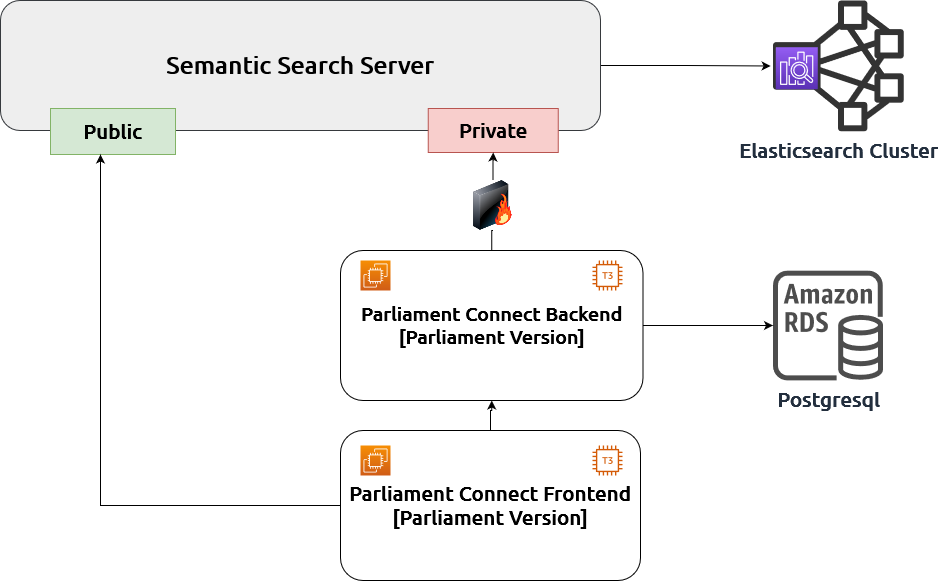 Semantic Search Server
Public
Private
Elasticsearch Cluster
T3
Parliament Connect Backend
[Parliament Version]
Amazon
RDS
Postgresql
T3
Parliament Connect Frontend
[Parliament Version]